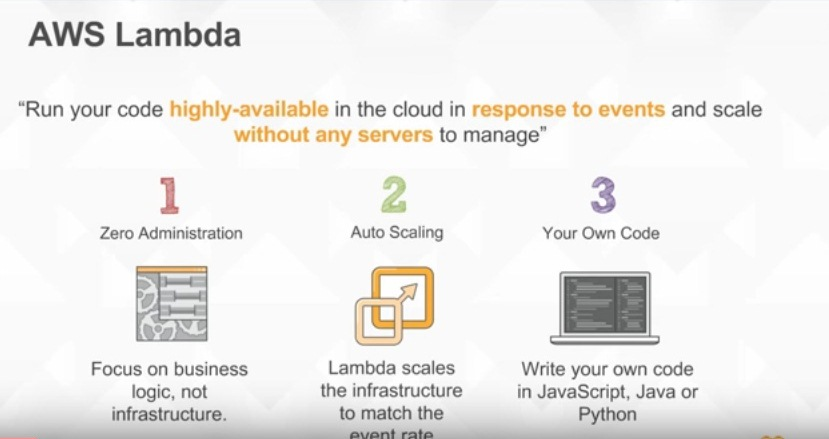 AWS Lambda
“Run your code highly-available in the cloud in response to events and scale
without any servers to manage”
1
Zero Administration
Focus on business
logic, not
infrastructure.
2
Auto Scaling
Lambda scales
the infrastructure
to match the
event rate
3
Your Own Code
Write your own code
in JavaScript, Java or
Python